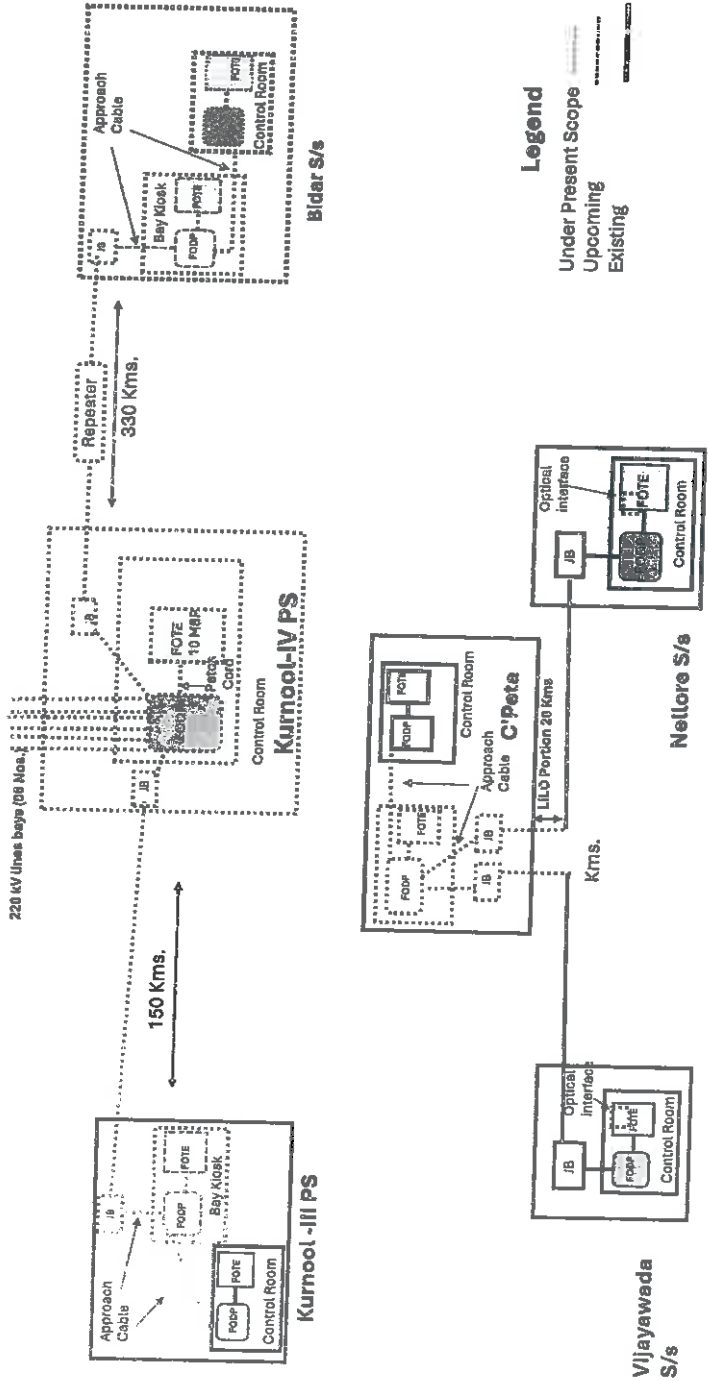 220 kV lines bays (06 Nos.)
Approach
Cable
JB
FODP
FOTE
Bay Kiosk
FODP
FOTE
Control Room
Kurnool -III PS
150 Kms.
JB
JB
FOTE
10 MBR
Patch
Cord
Control Room
Kurnool-IV PS
Repeater
330 Kms.
JB
Approach
Cable
Bay Kiosk
FODP
FOTE
FOTE
Control Room
Bidar S/s
Vijayawada
S/s
JB
Optical
interface
FODP
FOTE
Control Room
FODP
FOTE
JB
JB
Approach
Cable
FODP
FOTE
Control Room
C'Peta
LILO Portion 20 Kms
Kms.
JB
Optical
interface
FOTE
Control Room
Nellore S/s
Legend
Under Present Scope
Upcoming
Existing